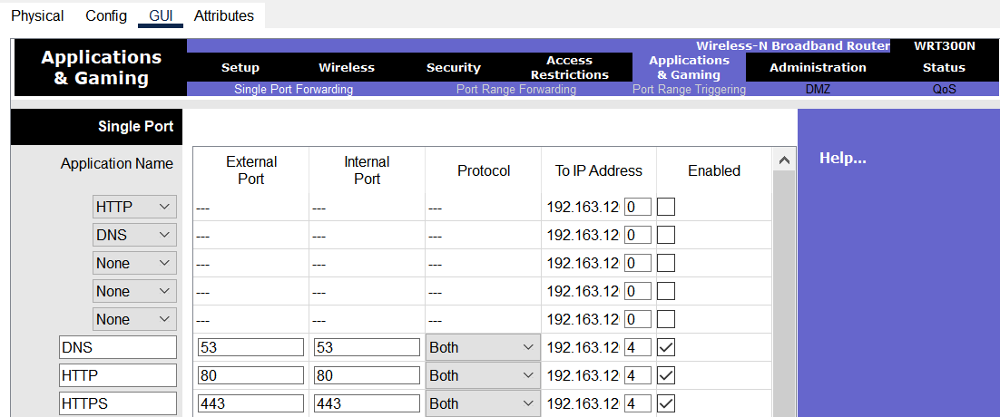 Physical Config GUI Attributes
Applications & Gaming
Wireless-N Broadband Router WRT300N
Setup Wireless Security Access Restrictions Applications & Gaming Administration Status
Single Port Forwarding Port Range Forwarding Port Range Triggering DMZ QoS
Single Port
Help...
Application Name External Port Internal Port Protocol To IP Address Enabled
HTTP --- --- --- 192.163.12 0
DNS --- --- --- 192.163.12 0
None --- --- --- 192.163.12 0
None --- --- --- 192.163.12 0
None --- --- --- 192.163.12 0
DNS 53 53 Both 192.163.12 4
HTTP 80 80 Both 192.163.12 4
HTTPS 443 443 Both 192.163.12 4